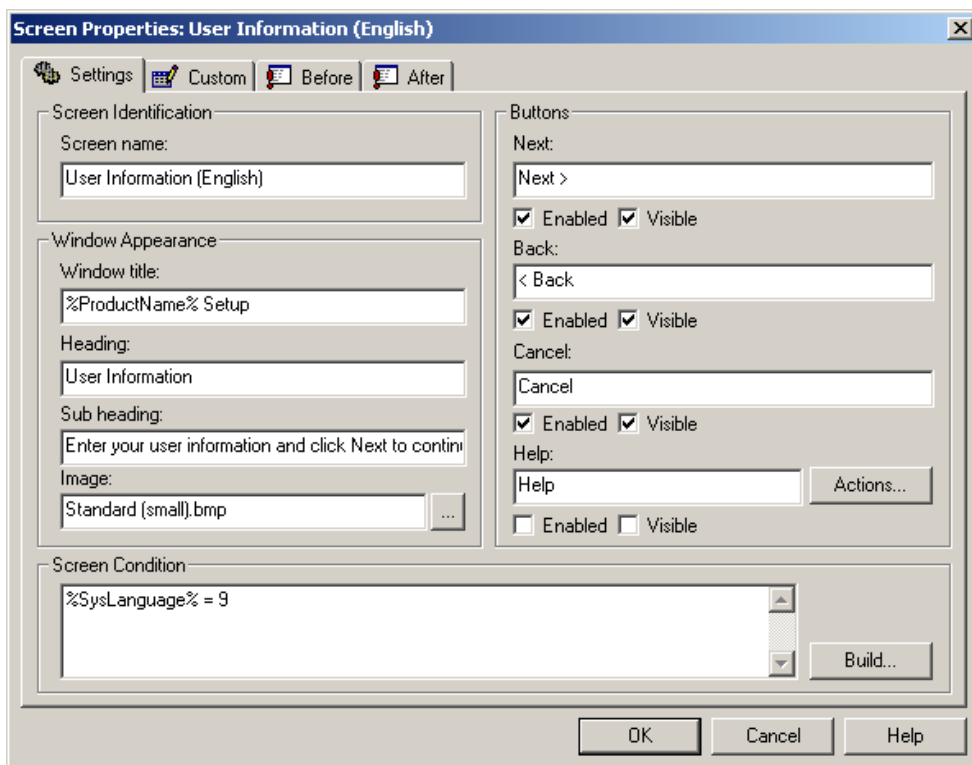 Screen Properties: User Information (English)
Settings
Custom
Before
After
Screen Identification
Screen name:
User Information (English)
Window Appearance
Window title:
%ProductName% Setup
Heading:
User Information
Sub heading:
Enter your user information and click Next to continu
Image:
Standard (small).bmp
...
Buttons
Next:
Next >
Enabled Visible
Back:
< Back
Enabled Visible
Cancel:
Cancel
Enabled Visible
Help:
Help
Actions...
Enabled Visible
Screen Condition
%SysLanguage% = 9
Build...
OK
Cancel
Help